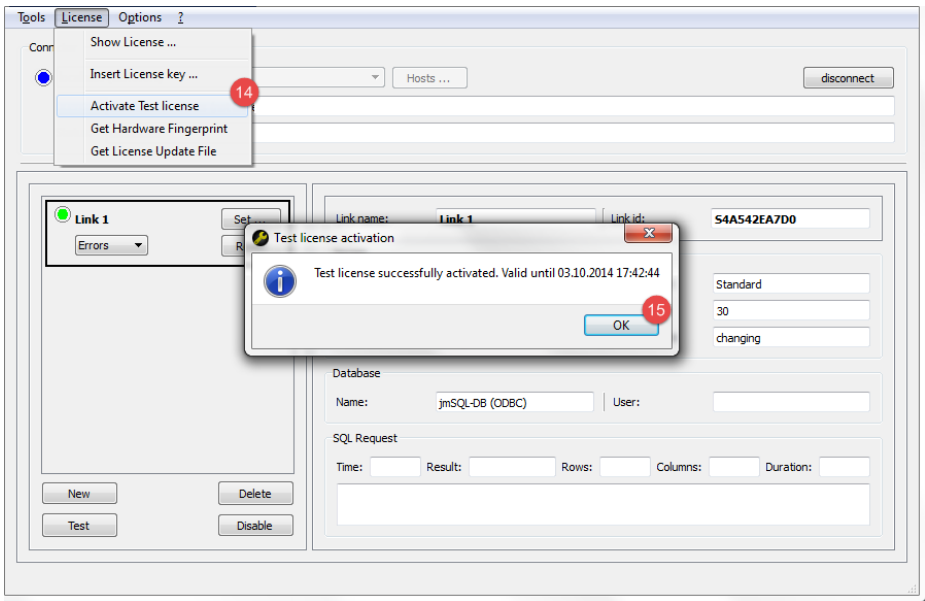 Tools License Options ?
Conn
Show License ...
Insert License key ...
Activate Test license
Get Hardware Fingerprint
Get License Update File
14
Hosts ...
disconnect
Link 1
Set ...
Errors
R
Link name: Link 1 Link id: S4A542EA7D0
Test license activation
Test license successfully activated. Valid until 03.10.2014 17:42:44
15
OK
Standard
30
changing
Database
Name: jmSQL-DB (ODBC) User:
SQL Request
Time: Result: Rows: Columns: Duration:
New
Delete
Test
Disable